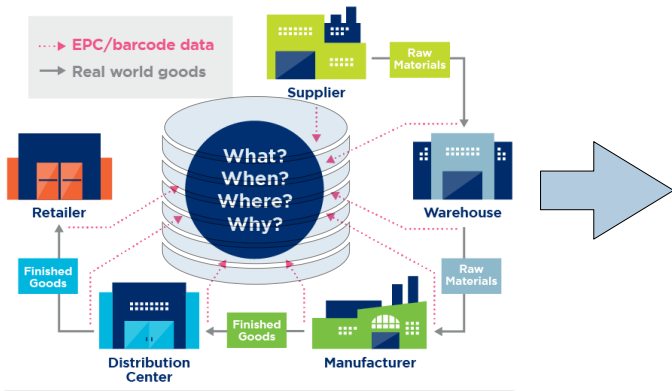 EPC/barcode data
Real world goods
Supplier
Raw
Materials
What?
When?
Where?
Why?
Retailer
Warehouse
Finished
Goods
Raw
Materials
Finished
Goods
Distribution
Center
Manufacturer